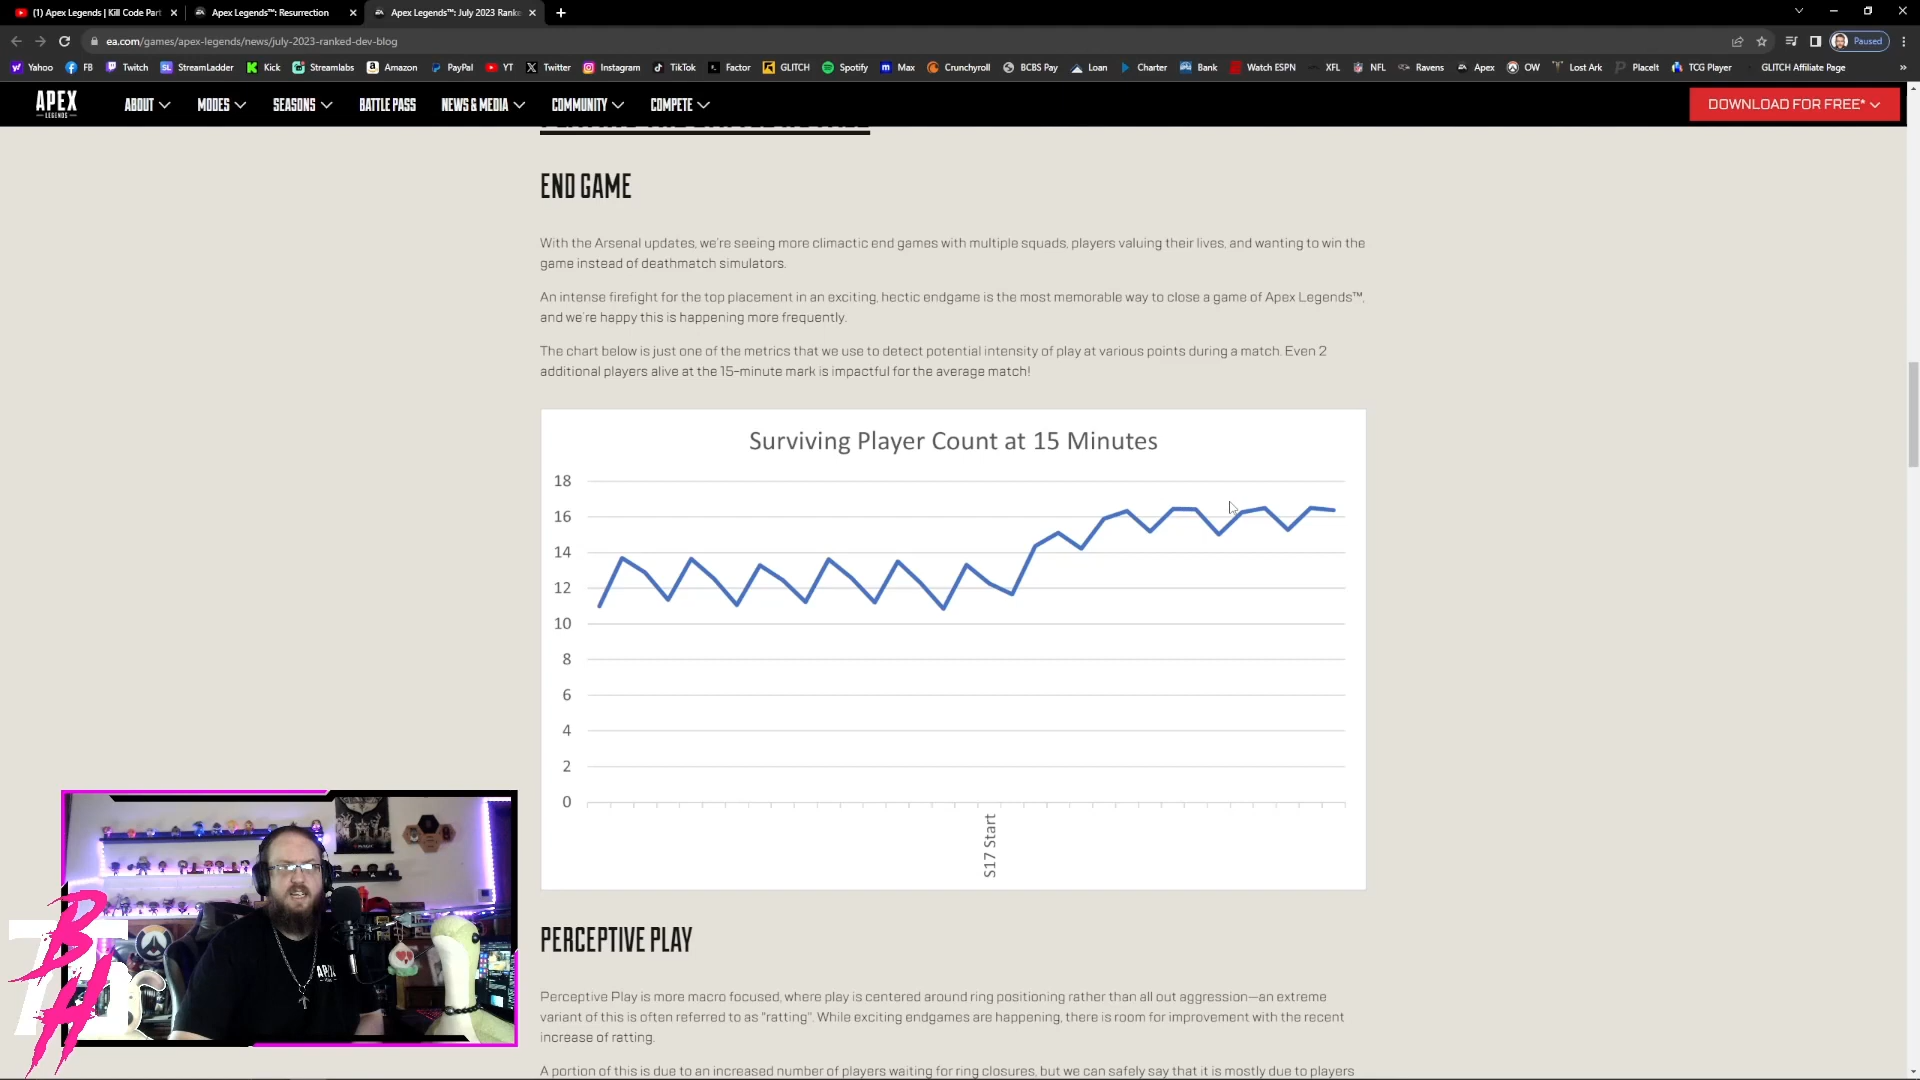 (1) Apex Legends | Kill Code Part
Apex Legends™: Resurrection
Apex Legends™: July 2023 Ranke
ea.com/games/apex-legends/news/july-2023-ranked-dev-blog
Paused
Yahoo FB Twitch StreamLadder Kick Streamlabs Amazon PayPal YT Twitter Instagram TikTok Factor GLITCH Spotify Max Crunchyroll BCBS Pay Loan Charter Bank Watch ESPN XFL NFL Ravens Apex OW Lost Ark PlaceIt TCG Player GLITCH Affiliate Page
APEX
LEGENDS
ABOUT MODES SEASONS BATTLE PASS NEWS & MEDIA COMMUNITY COMPETE
DOWNLOAD FOR FREE*
END GAME
With the Arsenal updates, we're seeing more climactic end games with multiple squads, players valuing their lives, and wanting to win the
game instead of deathmatch simulators.
An intense firefight for the top placement in an exciting, hectic endgame is the most memorable way to close a game of Apex Legends™,
and we're happy this is happening more frequently.
The chart below is just one of the metrics that we use to detect potential intensity of play at various points during a match. Even 2
additional players alive at the 15-minute mark is impactful for the average match!
Surviving Player Count at 15 Minutes
18
16
14
12
10
8
6
4
2
0
S17 Start
PERCEPTIVE PLAY
Perceptive Play is more macro focused, where play is centered around ring positioning rather than all out aggression—an extreme
variant of this is often referred to as "ratting". While exciting endgames are happening, there is room for improvement with the recent
increase of ratting.
A portion of this is due to an increased number of players waiting for ring closures, but we can safely say that it is mostly due to players